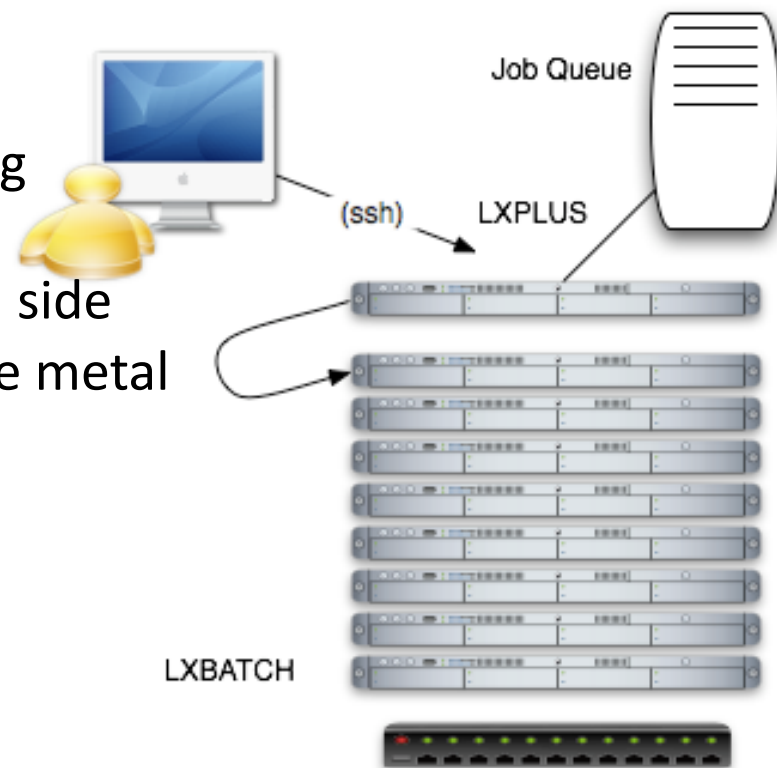 Job Queue
g
(ssh)
LXPLUS
side
e metal
LXBATCH